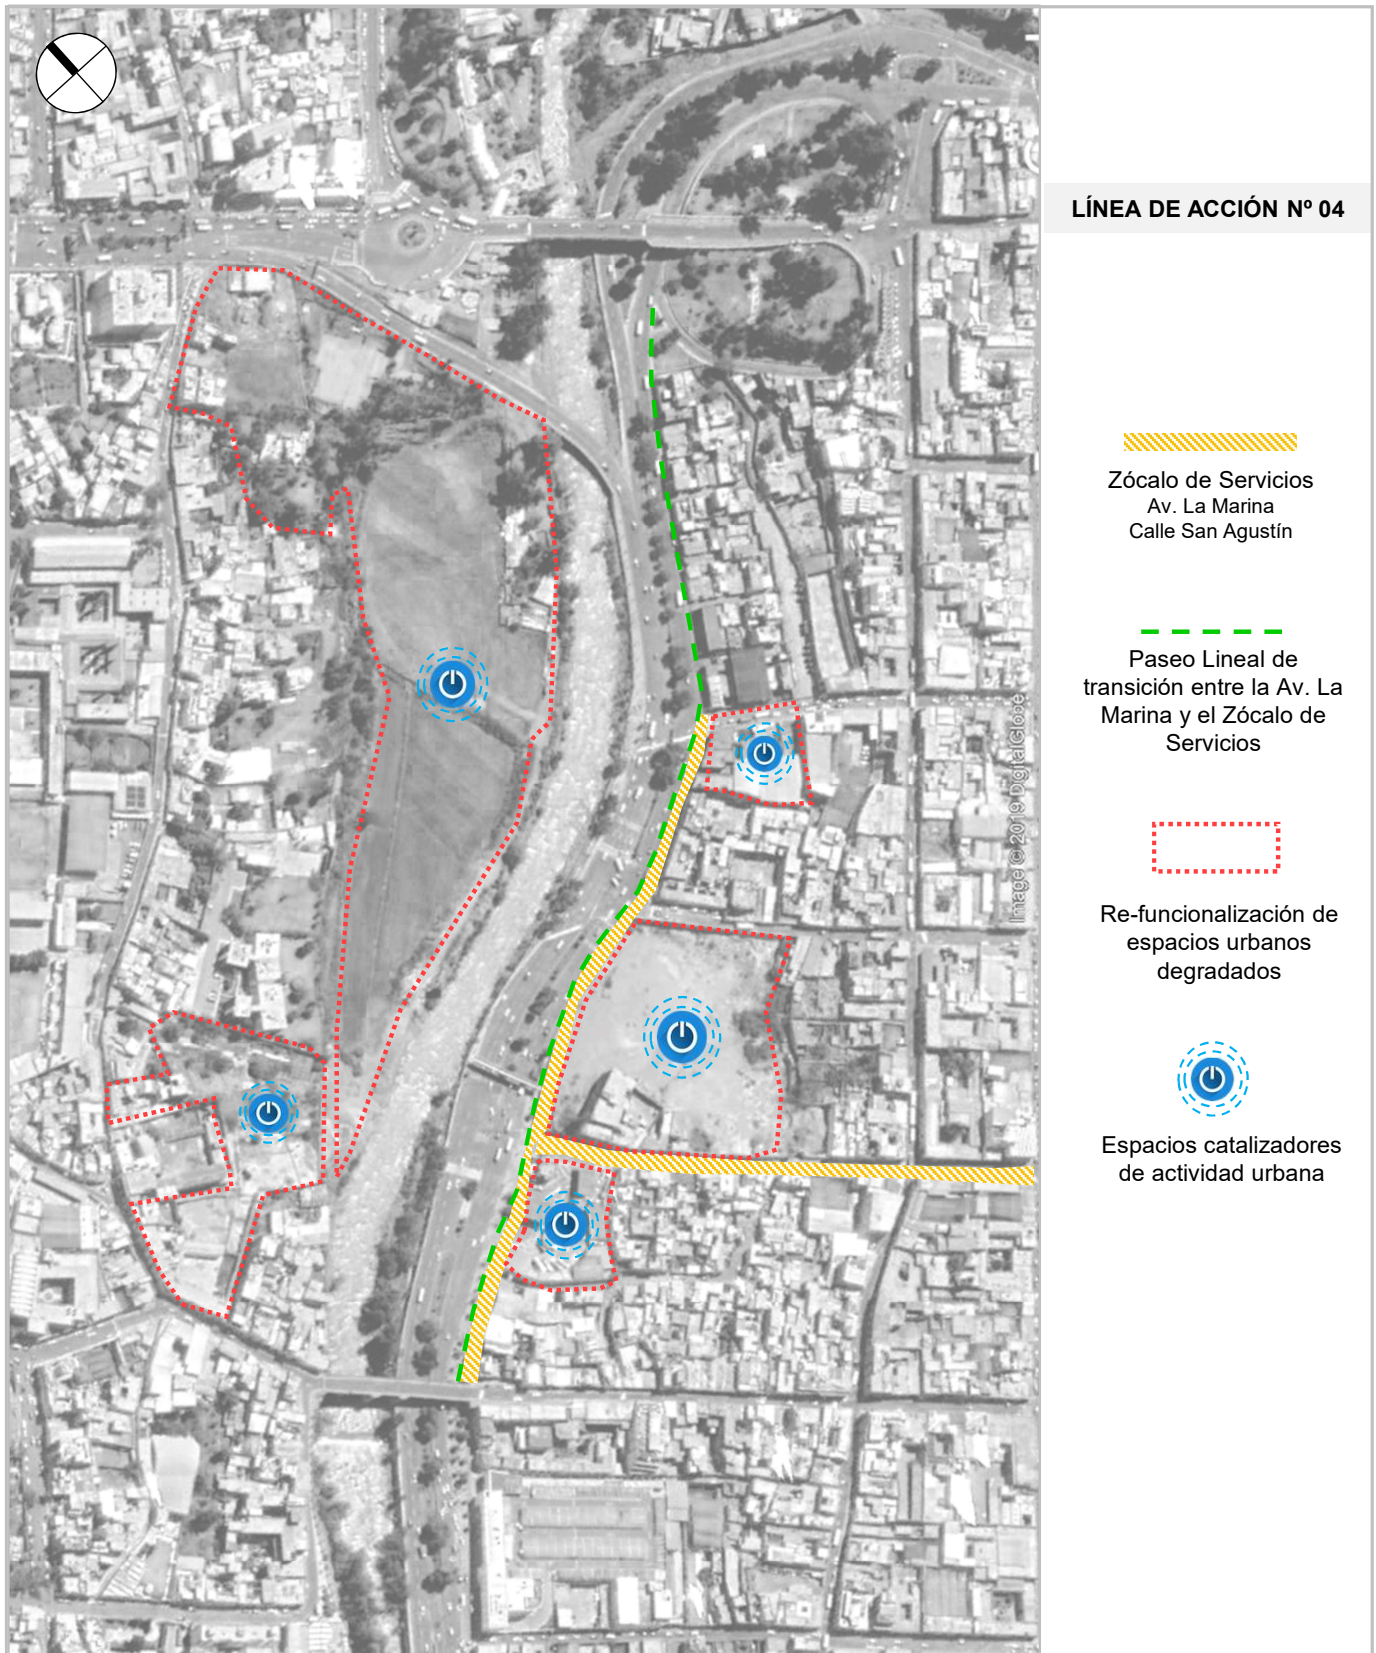 LÍNEA DE ACCIÓN Nº 04
Zócalo de Servicios
Av. La Marina
Calle San Agustín
Paseo Lineal de
transición entre la Av. La
Marina y el Zócalo de
Servicios
Re-funcionalización de
espacios urbanos
degradados
Espacios catalizadores
de actividad urbana
Image © 2019 DigitalGlobe